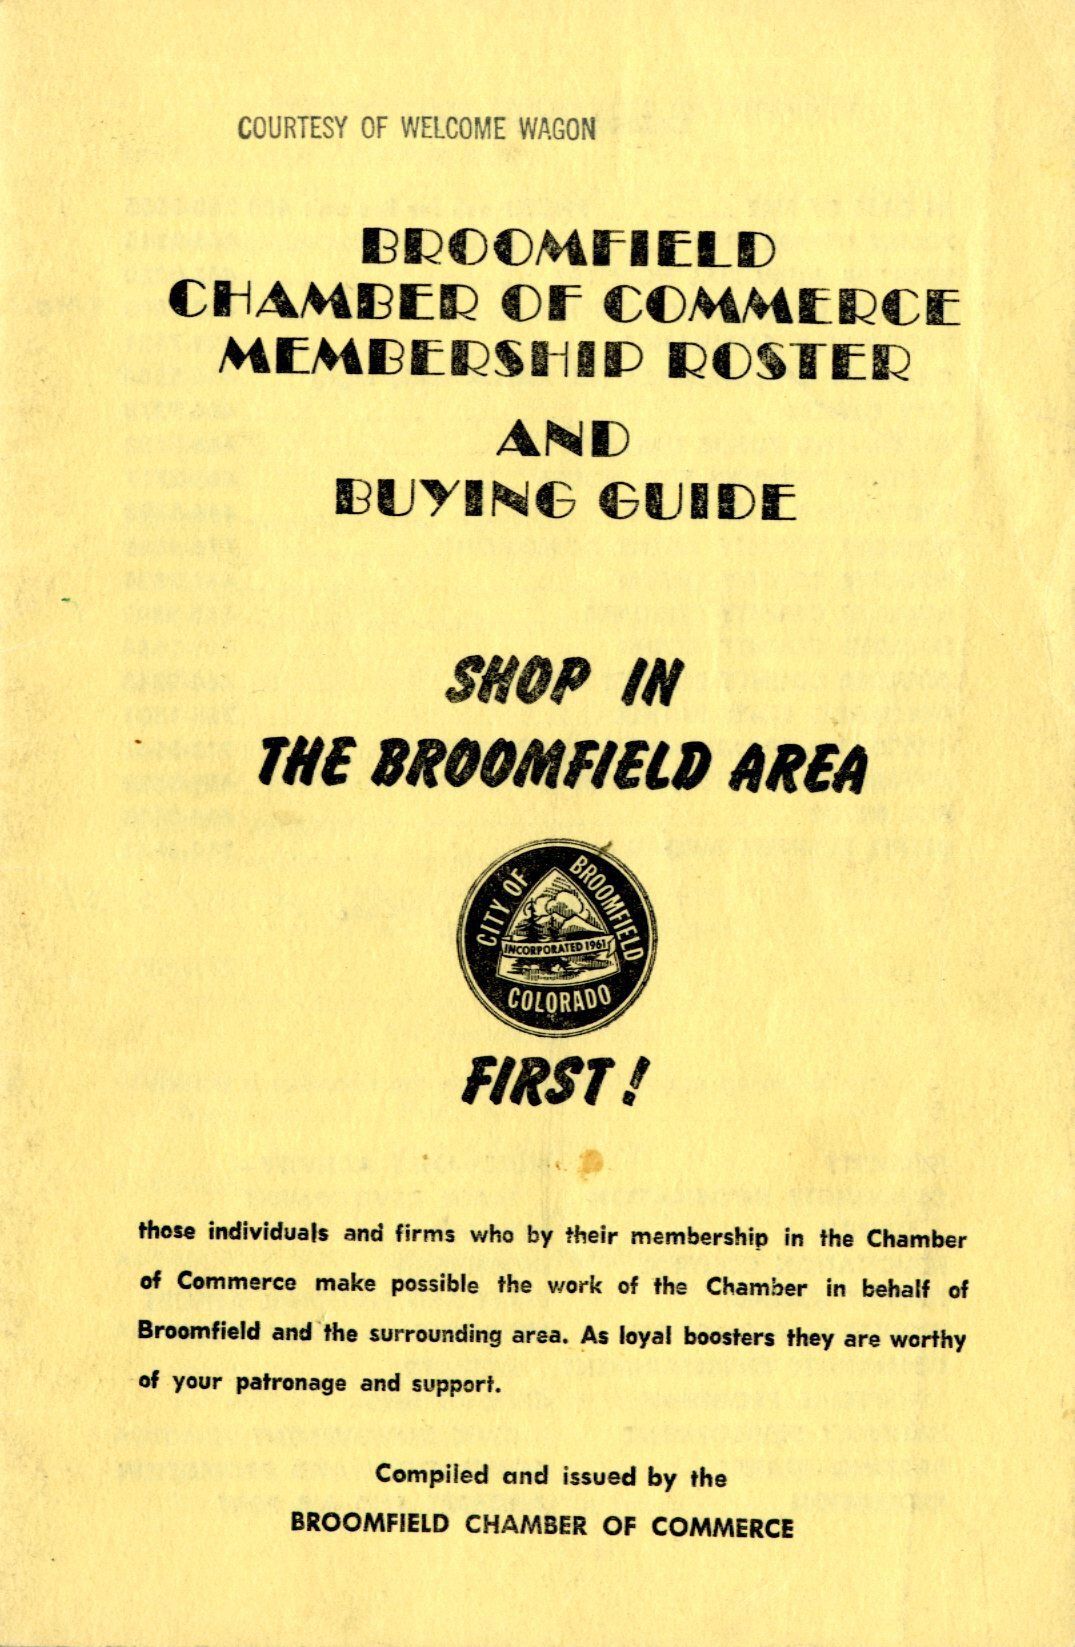 COURTESY OF WELCOME WAGON
BROOMFIELD
CHAMBER OF COMMERCE
MEMBERSHIP ROSTER
AND
BUYING GUIDE
SHOP IN
THE BROOMFIELD AREA
CITY OF BROOMFIELD
INCORPORATED 1961
COLORADO
FIRST!
those individuals and firms who by their membership in the Chamber
of Commerce make possible the work of the Chamber in behalf of
Broomfield and the surrounding area. As loyal boosters they are worthy
of your patronage and support.
Compiled and issued by the
BROOMFIELD CHAMBER OF COMMERCE